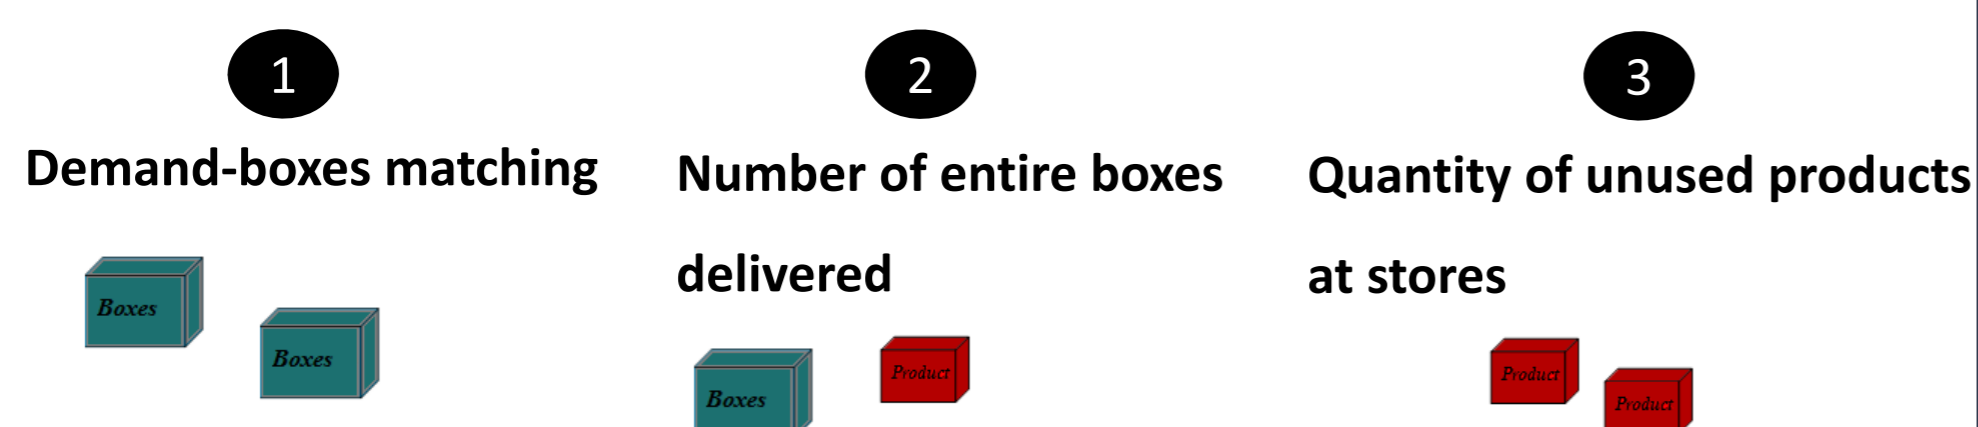 1
Demand-boxes matching
Boxes
Boxes
2
Number of entire boxes
delivered
Boxes
Product
3
Quantity of unused products
at stores
Product
Product